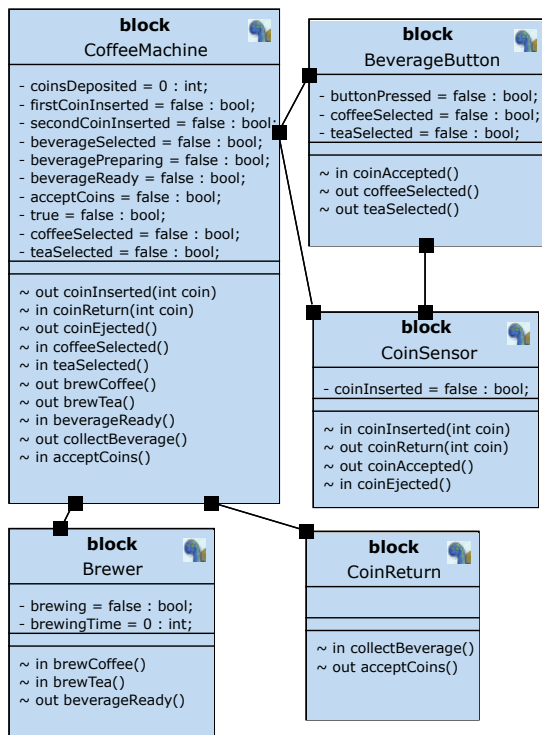 block
CoffeeMachine
- coinsDeposited = 0 : int;
- firstCoinInserted = false : bool;
- secondCoinInserted = false : bool;
- beverageSelected = false : bool;
- beverapePreparing = false : bool;
- beverageReady = false : bool;
- acceptCoins = false : bool;
- true = false : bool;
- coffeeSelected = false : bool;
- teaSelected = false : bool;
~ out coinInserted(int coin)
~ in coinReturn(int coin)
~ out coinEjected()
~ in coffeeSelected()
~ in teaSelected()
~ out brewCoffee()
~ out brewTea()
~ in beverageReady()
~ out collectBeverage()
~ in acceptCoins()
block
BeverageButton
- buttonPressed = false : bool;
- coffeeSelected = false : bool;
- teaSelected = false : bool;
~ in coinAccepted()
~ out coffeeSelected()
~ out teaSelected()
block
CoinSensor
- coinInserted = false : bool;
~ in coinInserted(int coin)
~ out coinReturn(int coin)
~ out coinAccepted()
~ in coinEjected()
block
Brewer
- brewing = false : bool;
- brewingTime = 0 : int;
~ in brewCoffee()
~ in brewTea()
~ out beverageReady()
block
CoinReturn
~ in collectBeverage()
~ out acceptCoins()